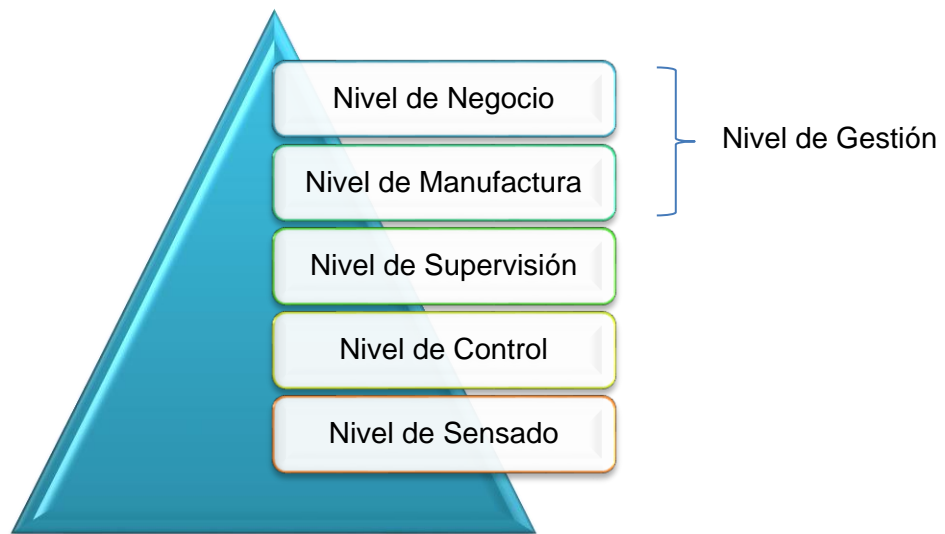 Nivel de Negocio
Nivel de Gestión
Nivel de Manufactura
Nivel de Supervisión
Nivel de Control
Nivel de Sensado